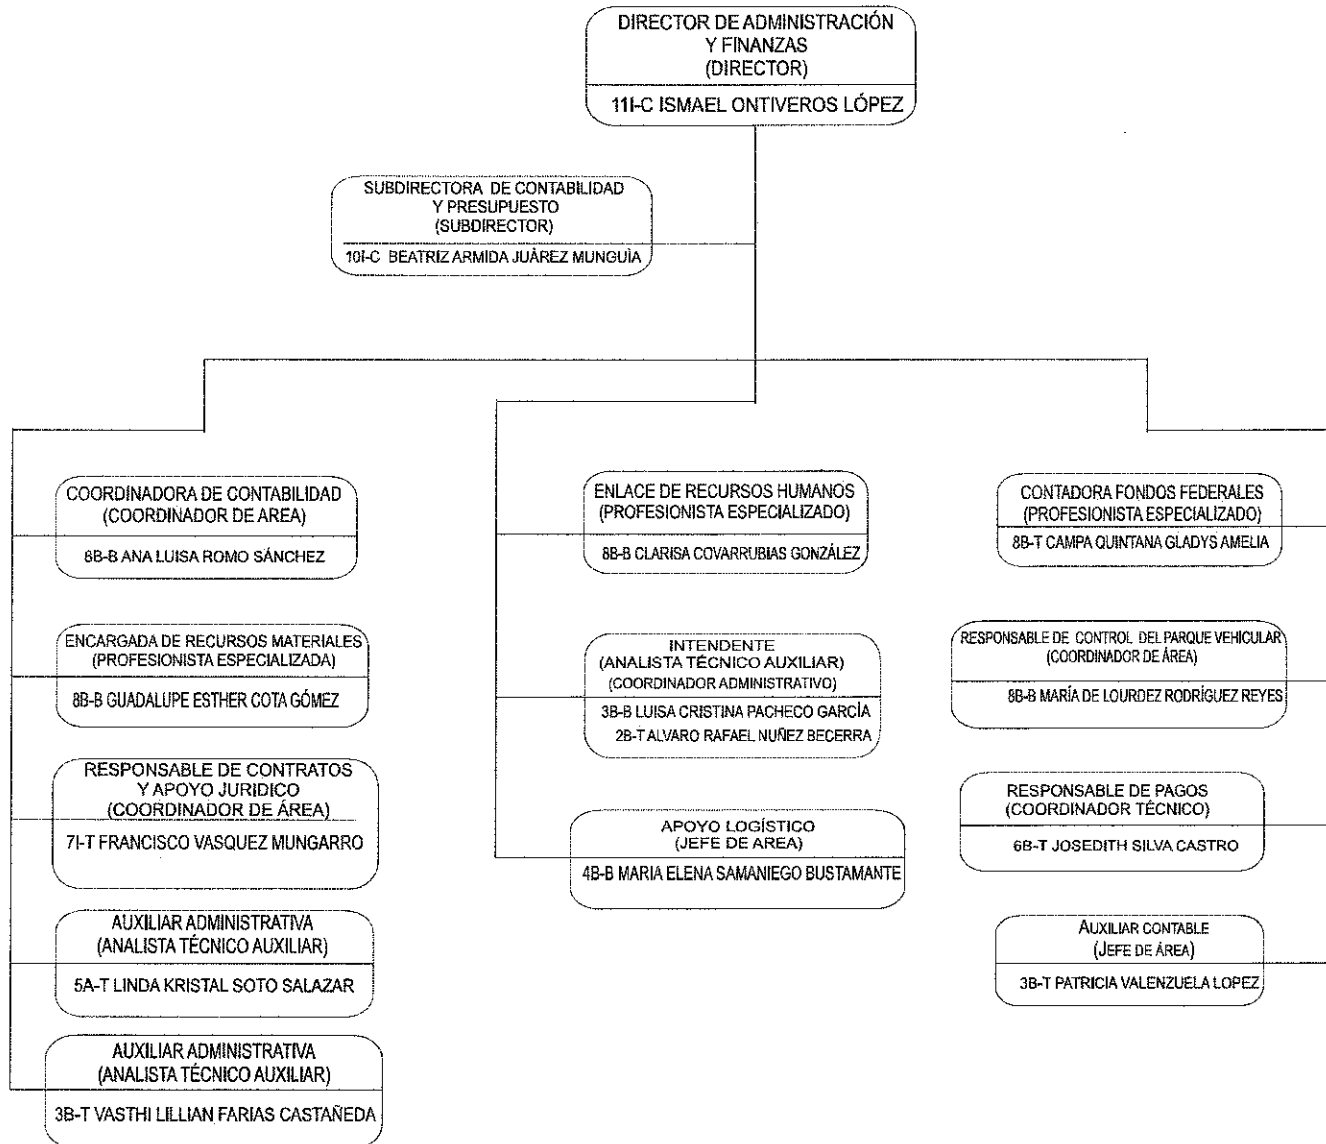 DIRECTOR DE ADMINISTRACIÓN
Y FINANZAS
(DIRECTOR)
11I-C ISMAEL ONTIVEROS LÓPEZ
SUBDIRECTORA DE CONTABILIDAD
Y PRESUPUESTO
(SUBDIRECTOR)
10I-C BEATRIZ ARMIDA JUÁREZ MUNGUÌA
COORDINADORA DE CONTABILIDAD
(COORDINADOR DE AREA)
8B-B ANA LUISA ROMO SÁNCHEZ
ENCARGADA DE RECURSOS MATERIALES
(PROFESIONISTA ESPECIALIZADA)
8B-B GUADALUPE ESTHER COTA GÓMEZ
RESPONSABLE DE CONTRATOS
Y APOYO JURIDICO
(COORDINADOR DE ÁREA)
7I-T FRANCISCO VASQUEZ MUNGARRO
AUXILIAR ADMINISTRATIVA
(ANALISTA TÉCNICO AUXILIAR)
5A-T LINDA KRISTAL SOTO SALAZAR
AUXILIAR ADMINISTRATIVA
(ANALISTA TÉCNICO AUXILIAR)
3B-T VASTHI LILLIAN FARIAS CASTAÑEDA
ENLACE DE RECURSOS HUMANOS
(PROFESIONISTA ESPECIALIZADO)
8B-B CLARISA COVARRUBIAS GONZÁLEZ
INTENDENTE
(ANALISTA TÉCNICO AUXILIAR)
(COORDINADOR ADMINISTRATIVO)
3B-B LUISA CRISTINA PACHECO GARCÍA
2B-T ALVARO RAFAEL NUÑEZ BECERRA
APOYO LOGÍSTICO
(JEFE DE AREA)
4B-B MARIA ELENA SAMANIEGO BUSTAMANTE
CONTADORA FONDOS FEDERALES
(PROFESIONISTA ESPECIALIZADO)
8B-T CAMPA QUINTANA GLADYS AMELIA
RESPONSABLE DE CONTROL DEL PARQUE VEHICULAR
(COORDINADOR DE ÁREA)
8B-B MARÍA DE LOURDEZ RODRÍGUEZ REYES
RESPONSABLE DE PAGOS
(COORDINADOR TÉCNICO)
6B-T JOSEDITH SILVA CASTRO
AUXILIAR CONTABLE
(JEFE DE ÁREA)
3B-T PATRICIA VALENZUELA LOPEZ